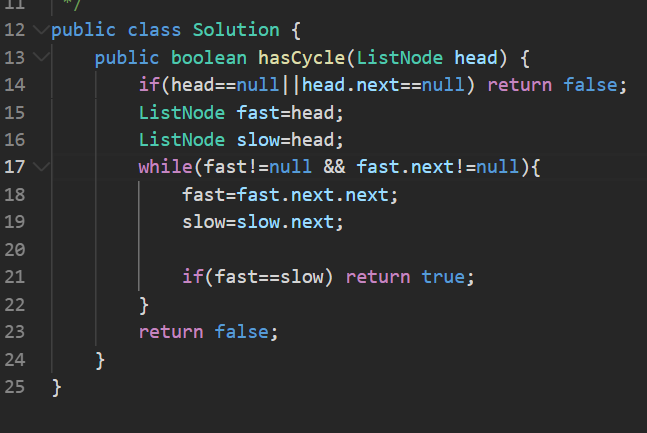 11  */
12 public class Solution {
13     public boolean hasCycle(ListNode head) {
14         if(head==null||head.next==null) return false;
15         ListNode fast=head;
16         ListNode slow=head;
17         while(fast!=null && fast.next!=null){
18             fast=fast.next.next;
19             slow=slow.next;
20
21             if(fast==slow) return true;
22         }
23         return false;
24     }
25 }